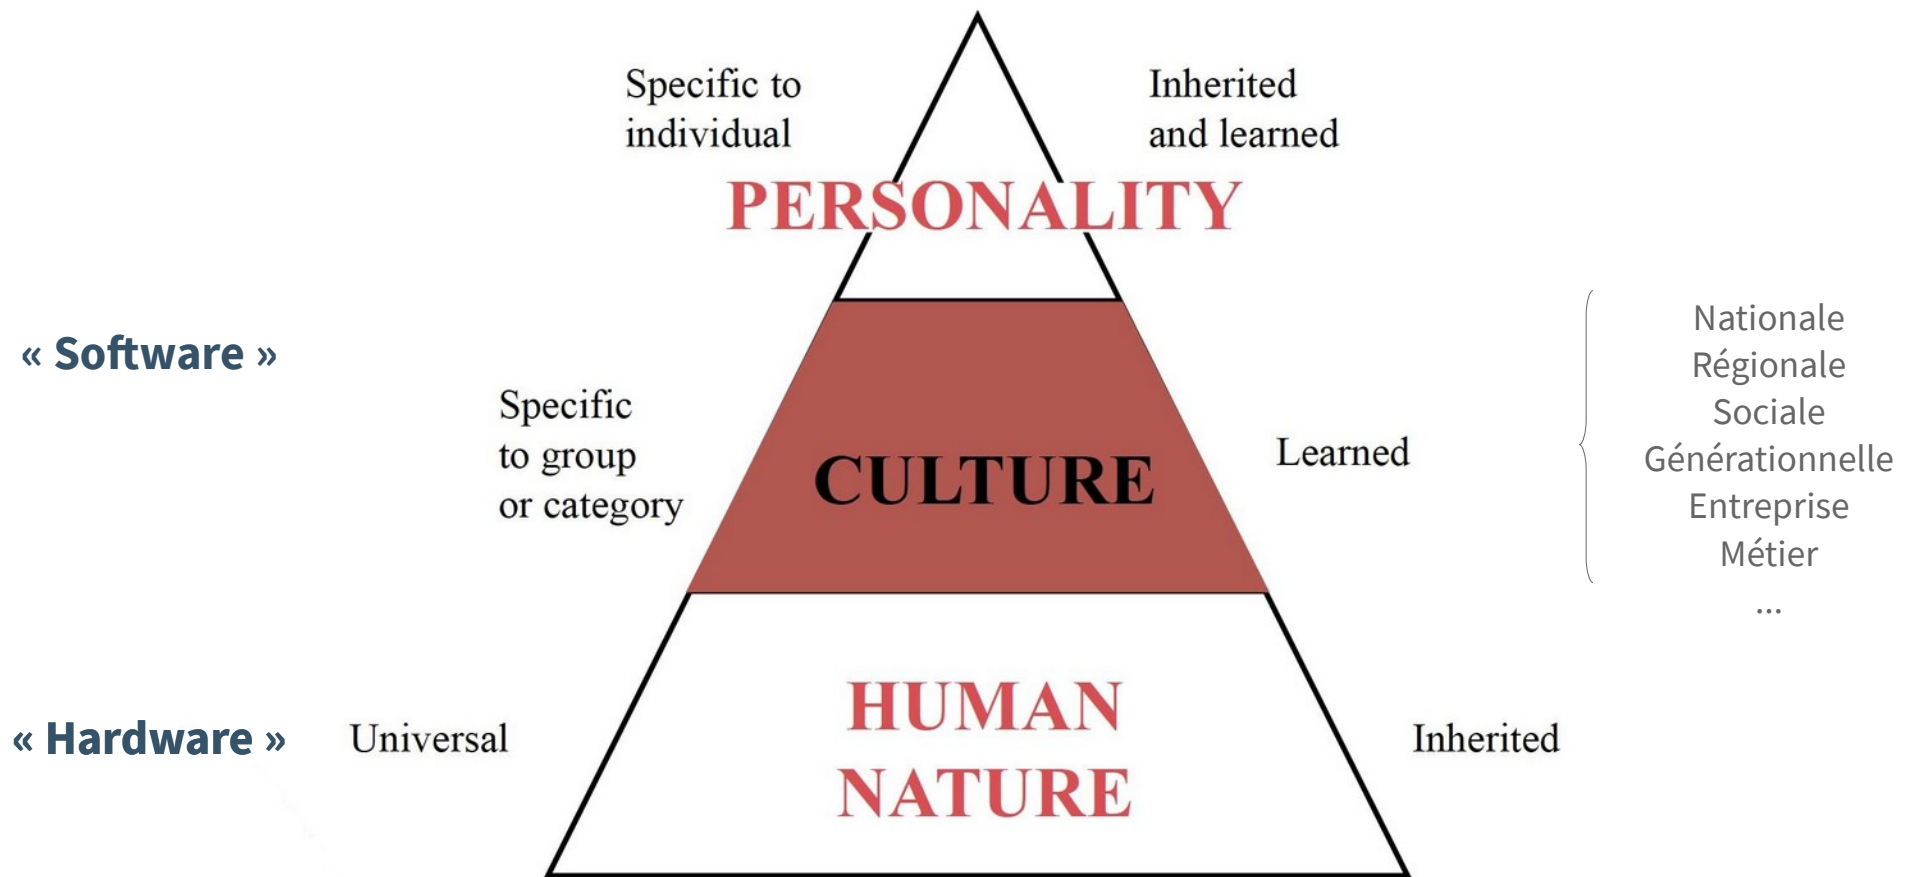 Specific to
individual
Inherited
and learned
PERSONALITY
« Software »
Specific
to group
or category
CULTURE
Learned
Nationale
Régionale
Sociale
Générationnelle
Entreprise
Métier
...
« Hardware »
Universal
HUMAN
NATURE
Inherited